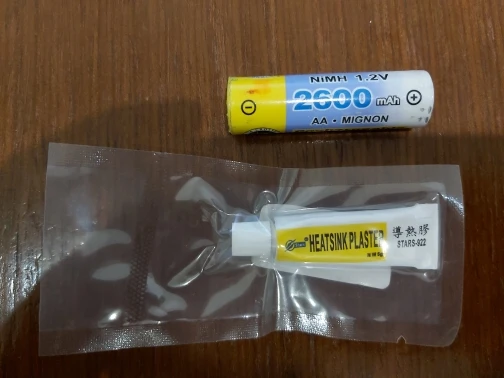 NiMH 1.2V
2600 mAh
AA • MIGNON
HEATSINK PLASTER
導熱膠
STARS-922